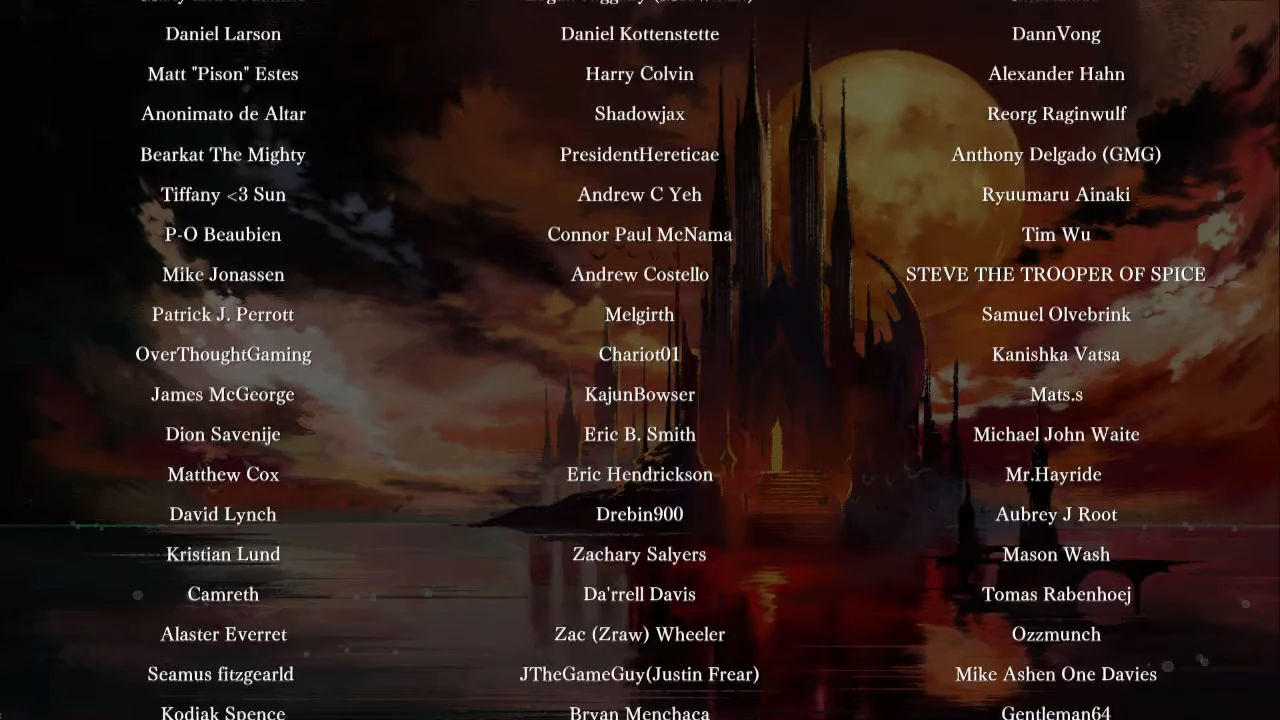 Daniel Larson
Daniel Kottenstette
DannVong
Matt "Pison" Estes
Harry Colvin
Alexander Hahn
Anonimato de Altar
Shadowjax
Reorg Raginwulf
Bearkat The Mighty
PresidentHereticae
Anthony Delgado (GMG)
Tiffany <3 Sun
Andrew C Yeh
Ryuumaru Ainaki
P-O Beaubien
Connor Paul McNama
Tim Wu
Mike Jonassen
Andrew Costello
STEVE THE TROOPER OF SPICE
Patrick J. Perrott
Melgirth
Samuel Olvebrink
OverThoughtGaming
Chariot01
Kanishka Vatsa
James McGeorge
KajunBowser
Mats.s
Dion Savenije
Eric B. Smith
Michael John Waite
Matthew Cox
Eric Hendrickson
Mr.Hayride
David Lynch
Drebin900
Aubrey J Root
Kristian Lund
Zachary Salyers
Mason Wash
Camreth
Da'rrell Davis
Tomas Rabenhoej
Alaster Everret
Zac (Zraw) Wheeler
Ozzmunch
Seamus fitzgearld
JTheGameGuy(Justin Frear)
Mike Ashen One Davies
Kodiak Spence
Bryan Menchaca
Gentleman64